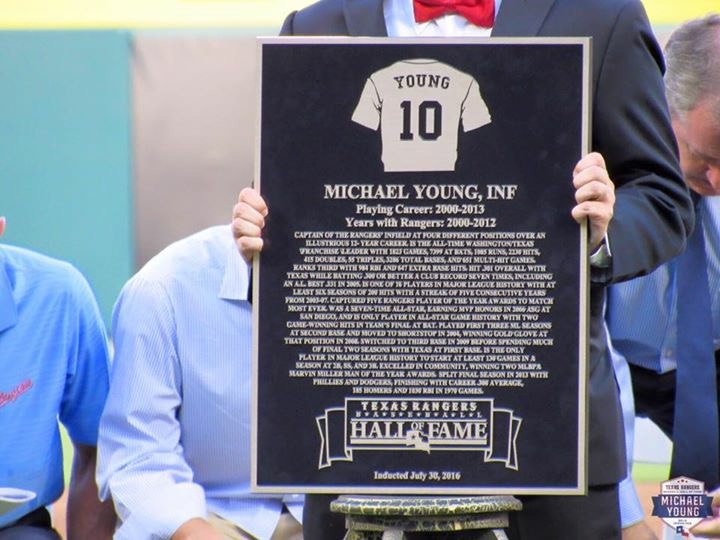 YOUNG
10
MICHAEL YOUNG, INF
Playing Career: 2000-2013
Years with Rangers: 2000-2012
CAPTAIN OF THE RANGERS' INFIELD AT FOUR DIFFERENT POSITIONS OVER AN
ILLUSTRIOUS 13- YEAR CAREER. IS THE ALL-TIME WASHINGTON/TEXAS
FRANCHISE LEADER WITH 1823 GAMES, 7399 AT BATS, 1085 RUNS, 2230 HITS,
415 DOUBLES, 55 TRIPLES, 3286 TOTAL BASES, AND 651 MULTI-HIT GAMES.
RANKS THIRD WITH 984 RBI AND 647 EXTRA BASE HITS. HIT .301 OVERALL WITH
TEXAS WHILE BATTING .300 OR BETTER A CLUB RECORD SEVEN TIMES, INCLUDING
AN A.L. BEST .331 IN 2005. IS ONE OF 16 PLAYERS IN MAJOR LEAGUE HISTORY WITH AT
LEAST SIX SEASONS OF 200 HITS WITH A STREAK OF FIVE CONSECUTIVE YEARS
FROM 2003-07. CAPTURED FIVE RANGERS PLAYER OF THE YEAR AWARDS TO MATCH
MOST EVER. WAS A SEVEN-TIME ALL-STAR, EARNING MVP HONORS IN 2006 ASG AT
SAN DIEGO, AND IS ONLY PLAYER IN ALL-STAR GAME HISTORY WITH TWO
GAME-WINNING HITS IN TEAM'S FINAL AT BAT. PLAYED FIRST THREE ML SEASONS
AT SECOND BASE AND MOVED TO SHORTSTOP IN 2004, WINNING GOLD GLOVE AT
THAT POSITION IN 2008. SWITCHED TO THIRD BASE IN 2009 BEFORE SPENDING MUCH
OF FINAL TWO SEASONS WITH TEXAS AT FIRST BASE. IS THE ONLY
PLAYER IN MAJOR LEAGUE HISTORY TO START AT LEAST 130 GAMES IN A
SEASON AT 2B, SS, AND 3B. EXCELLED IN COMMUNITY, WINNING TWO MLBPA
MARVIN MILLER MAN OF THE YEAR AWARDS. SPLIT FINAL SEASON IN 2013 WITH
PHILLIES AND DODGERS, FINISHING WITH CAREER .300 AVERAGE,
185 HOMERS AND 1030 RBI IN 1970 GAMES.
TEXAS RANGERS
BASEBALL
HALL OF FAME
Inducted July 30, 2016
TEXAS RANGERS
MICHAEL
YOUNG